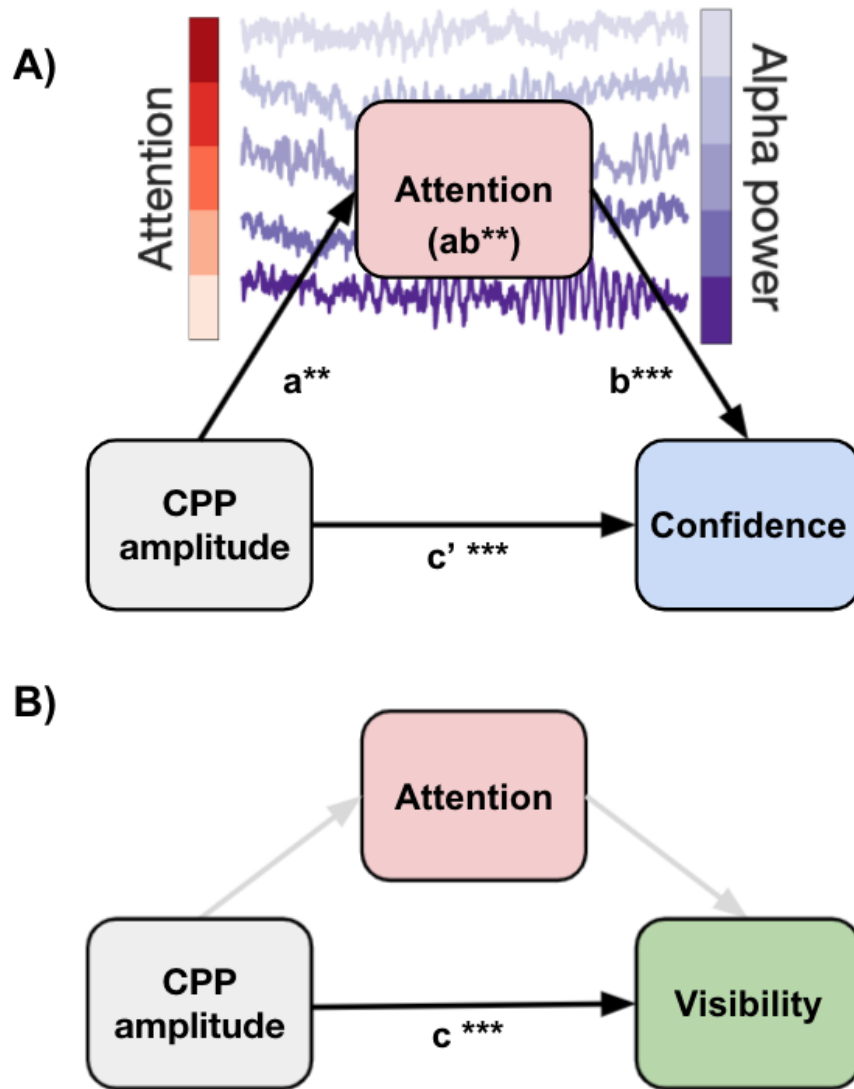 A)
Attention
Alpha power
Attention
(ab**)
a**
b***
CPP
amplitude
c’ ***
Confidence
B)
Attention
CPP
amplitude
c ***
Visibility